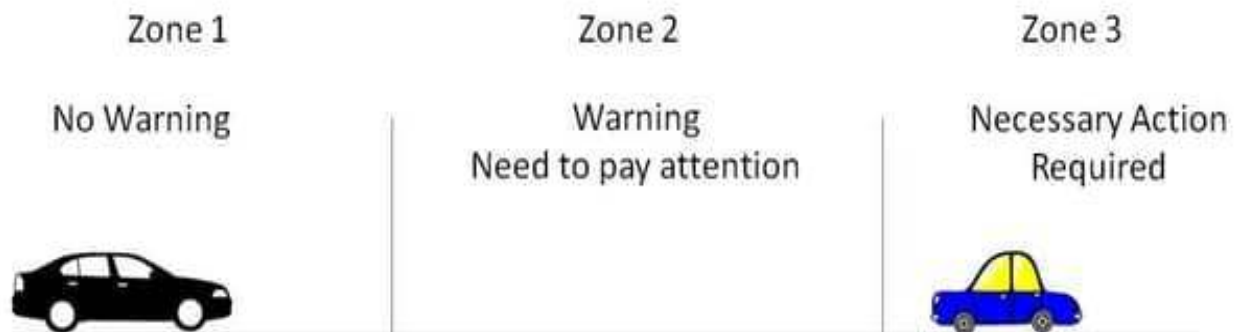 Zone 1
No Warning
Zone 2
Warning
Need to pay attention
Zone 3
Necessary Action
Required